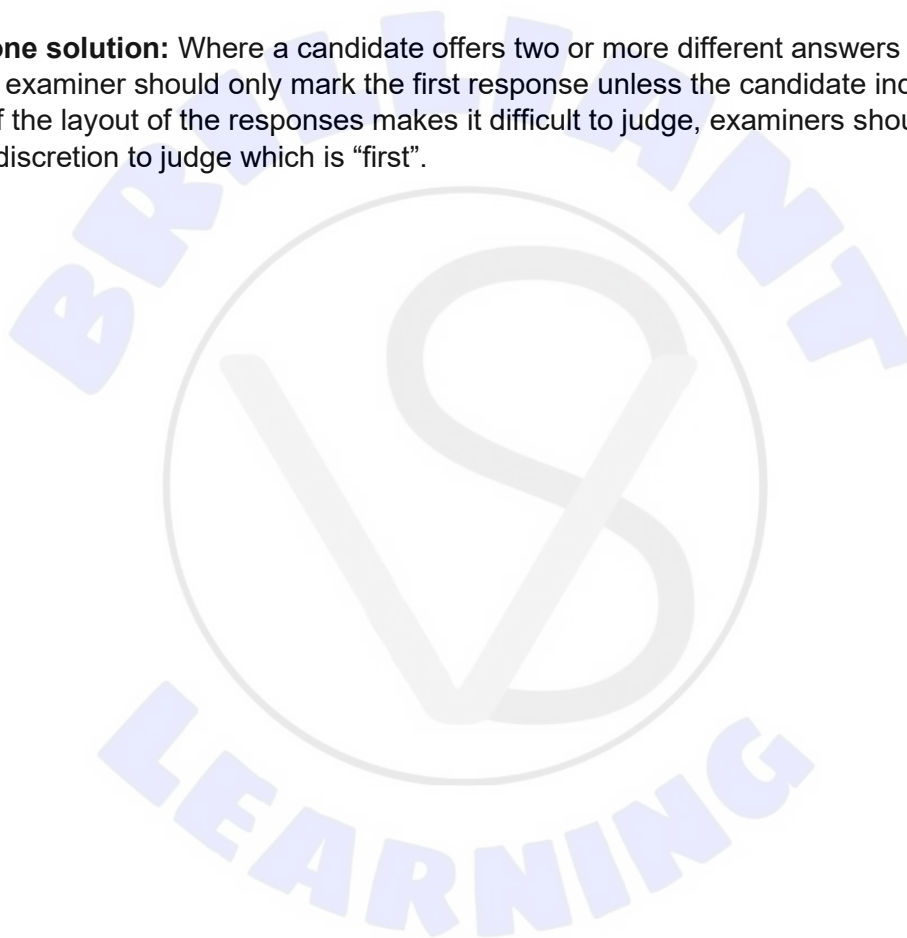 one solution: Where a candidate offers two or more different answers
examiner should only mark the first response unless the candidate
the layout of the responses makes it difficult to judge, examiners
discretion to judge which is “first”.
BRILLIANT
VS
LEARNING